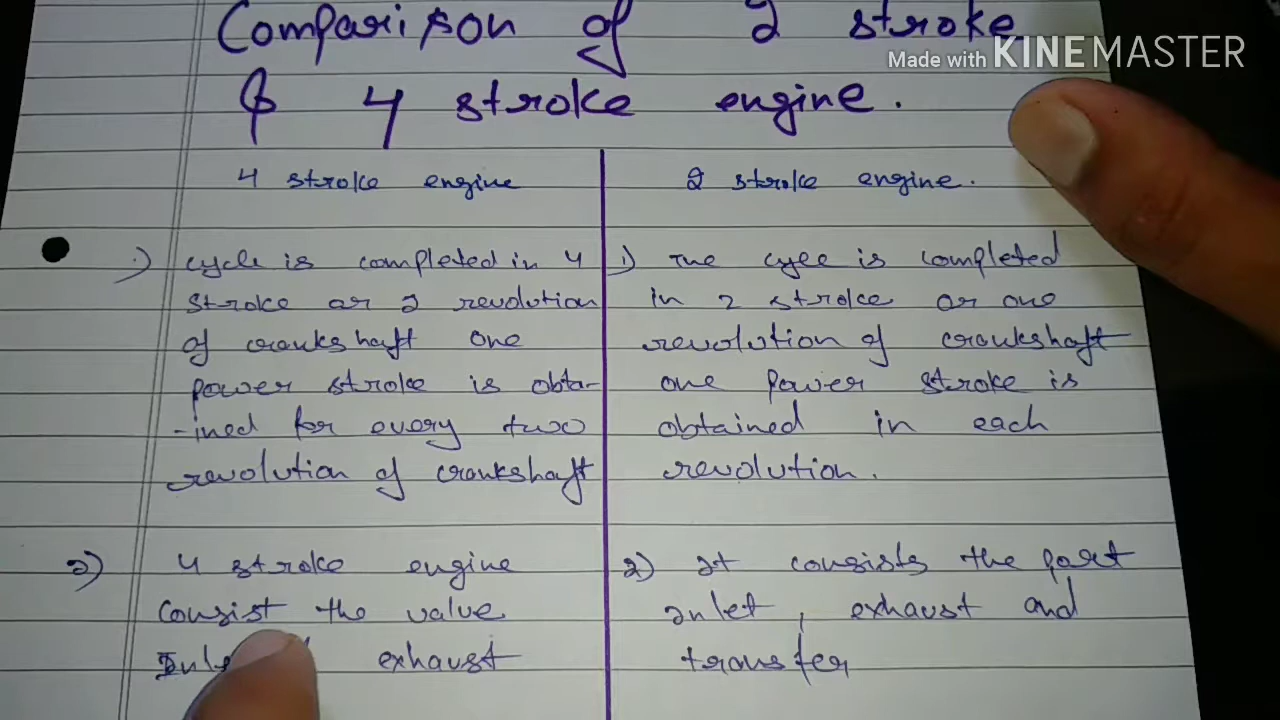 Comparison of 2 stroke
Made with KINEMASTER
& 4 stroke engine.
4 stroke engine
2 stroke engine.
1) cycle is completed in 4
stroke or 2 revolution
of crankshaft one
power stroke is obta-
-ined for every two
revolution of crankshaft
1) The cycle is completed
in 2 stroke or one
revolution of crankshaft
one power stroke is
obtained in each
revolution.
2) 4 stroke engine
consist the value
exhaust
2) It consists the port
inlet, exhaust and
transfer